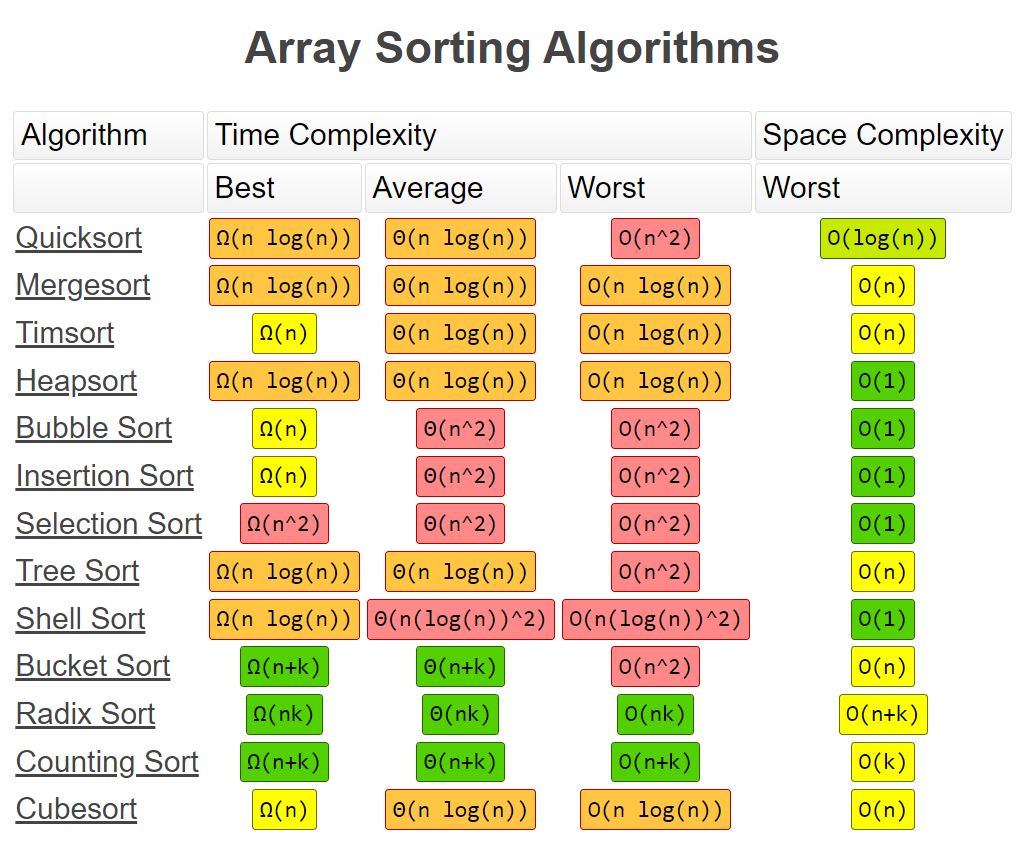 Array Sorting Algorithms
Algorithm Time Complexity Space Complexity
Best Average Worst Worst
Quicksort Ω(n log(n)) Θ(n log(n)) O(n^2) O(log(n))
Mergesort Ω(n log(n)) Θ(n log(n)) O(n log(n)) O(n)
Timsort Ω(n) Θ(n log(n)) O(n log(n)) O(n)
Heapsort Ω(n log(n)) Θ(n log(n)) O(n log(n)) O(1)
Bubble Sort Ω(n) Θ(n^2) O(n^2) O(1)
Insertion Sort Ω(n) Θ(n^2) O(n^2) O(1)
Selection Sort Ω(n^2) Θ(n^2) O(n^2) O(1)
Tree Sort Ω(n log(n)) Θ(n log(n)) O(n^2) O(n)
Shell Sort Ω(n log(n)) Θ(n(log(n))^2) O(n(log(n))^2) O(1)
Bucket Sort Ω(n+k) Θ(n+k) O(n^2) O(n)
Radix Sort Ω(nk) Θ(nk) O(nk) O(n+k)
Counting Sort Ω(n+k) Θ(n+k) O(n+k) O(k)
Cubesort Ω(n) Θ(n log(n)) O(n log(n)) O(n)